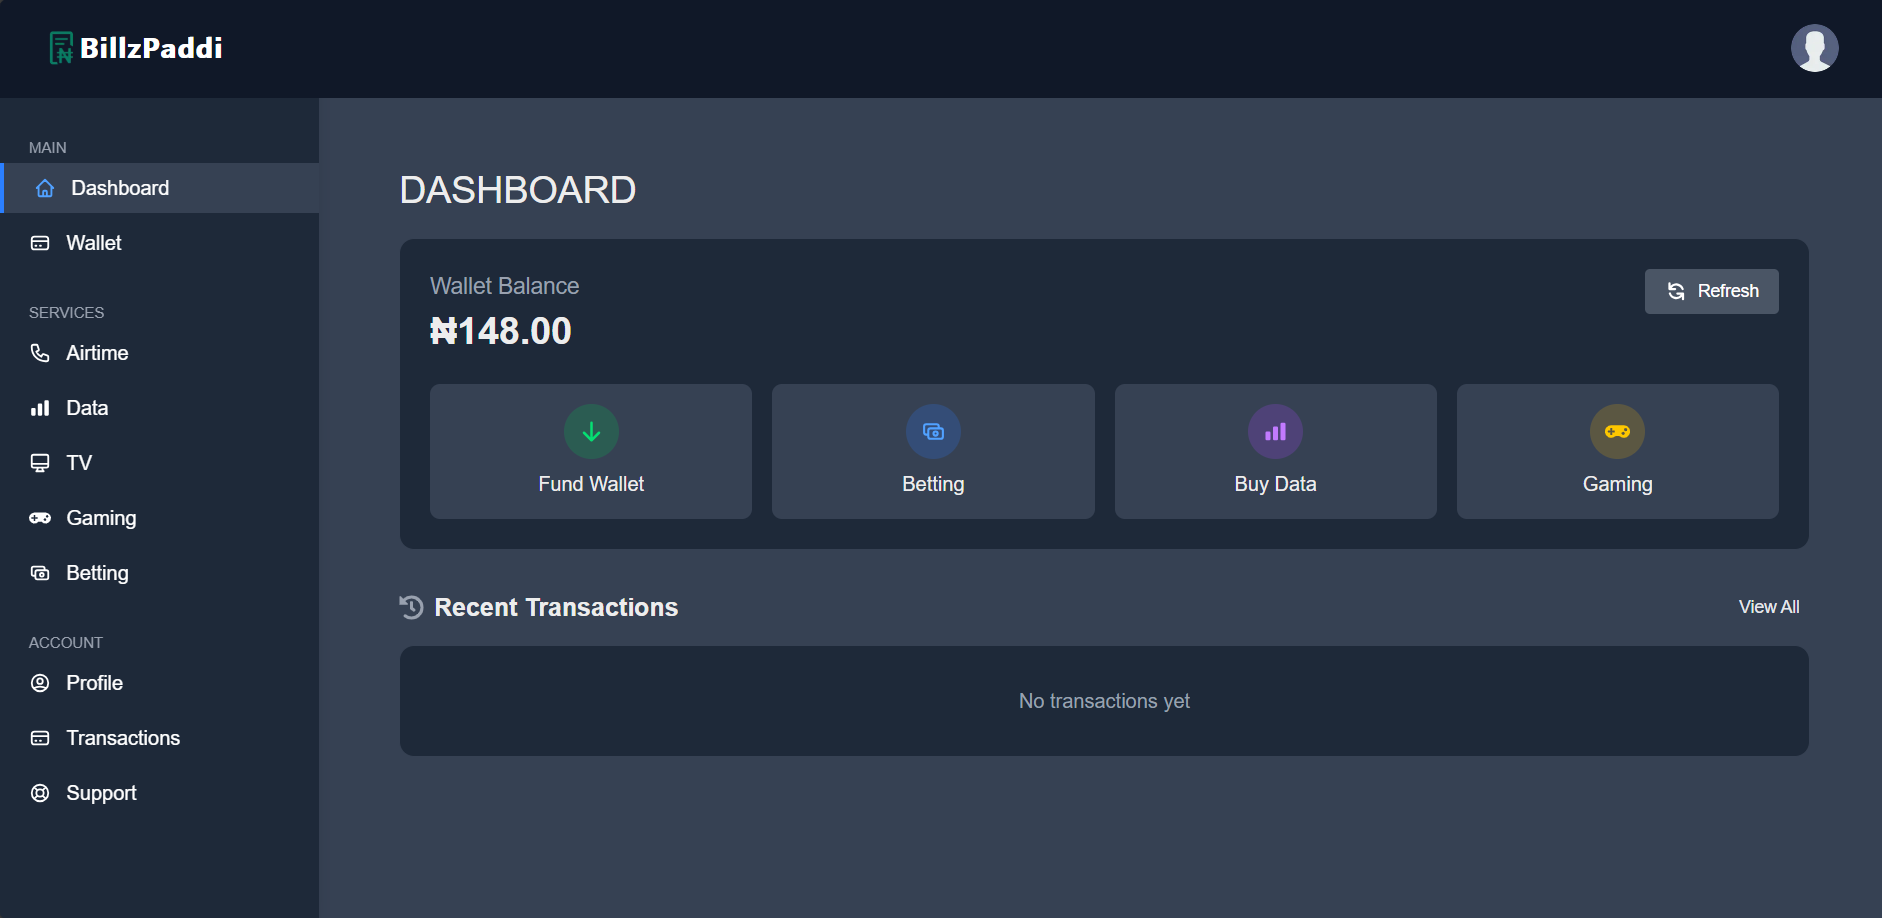 BillzPaddi
MAIN
Dashboard
Wallet
SERVICES
Airtime
Data
TV
Gaming
Betting
ACCOUNT
Profile
Transactions
Support
DASHBOARD
Wallet Balance
₦148.00
Refresh
Fund Wallet
Betting
Buy Data
Gaming
Recent Transactions
View All
No transactions yet